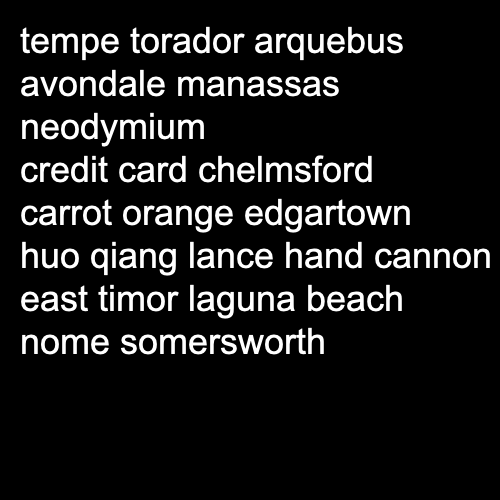 tempe torador arquebus
avondale manassas
neodymium
credit card chelmsford
carrot orange edgartown
huo qiang lance hand cannon
east timor laguna beach
nome somersworth